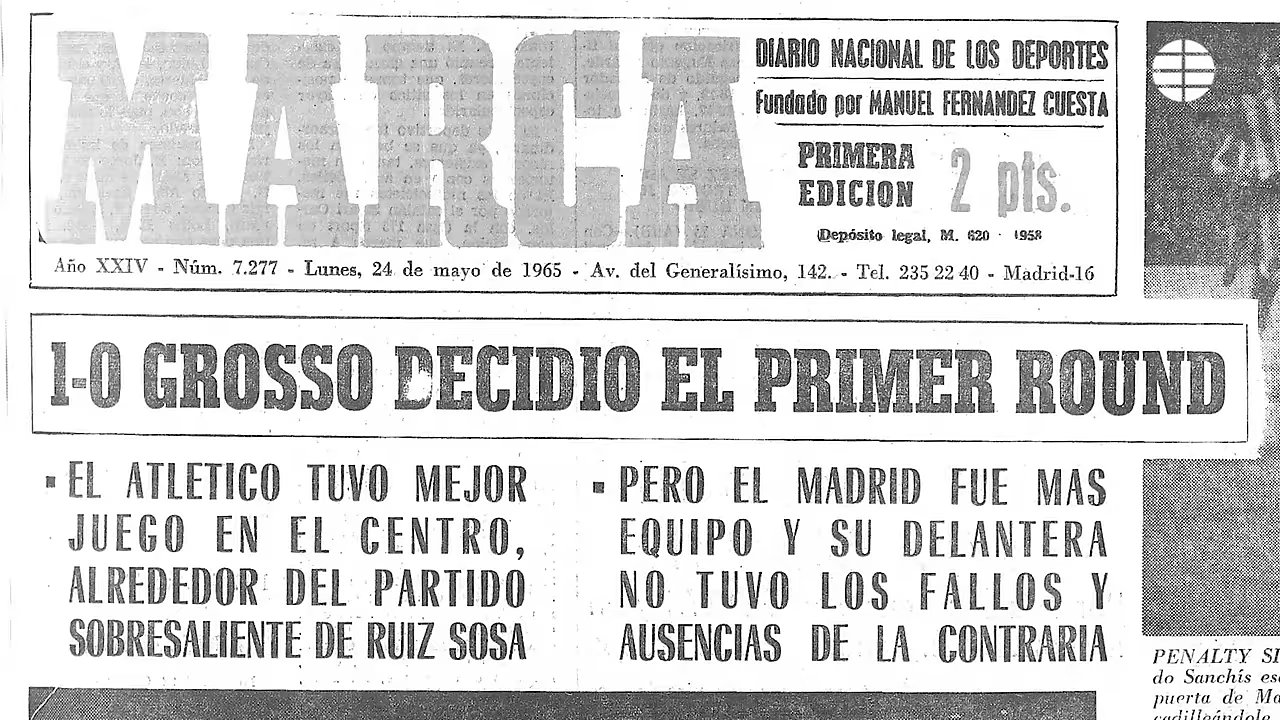 MARCA
DIARIO NACIONAL DE LOS DEPORTES
Fundado por MANUEL FERNANDEZ CUESTA
PRIMERA
EDICION
2 pts.
Depósito legal, M. 620 - 1958
Año XXIV - Núm. 7.277 - Lunes, 24 de mayo de 1965 - Av. del Generalísimo, 142. - Tel. 235 22 40 - Madrid-16
1-0 GROSSO DECIDIO EL PRIMER ROUND
EL ATLETICO TUVO MEJOR
JUEGO EN EL CENTRO,
ALREDEDOR DEL PARTIDO
SOBRESALIENTE DE RUIZ SOSA
PERO EL MADRID FUE MAS
EQUIPO Y SU DELANTERA
NO TUVO LOS FALLOS Y
AUSENCIAS DE LA CONTRARIA
PENALTY SI
do Sanchís
puerta de